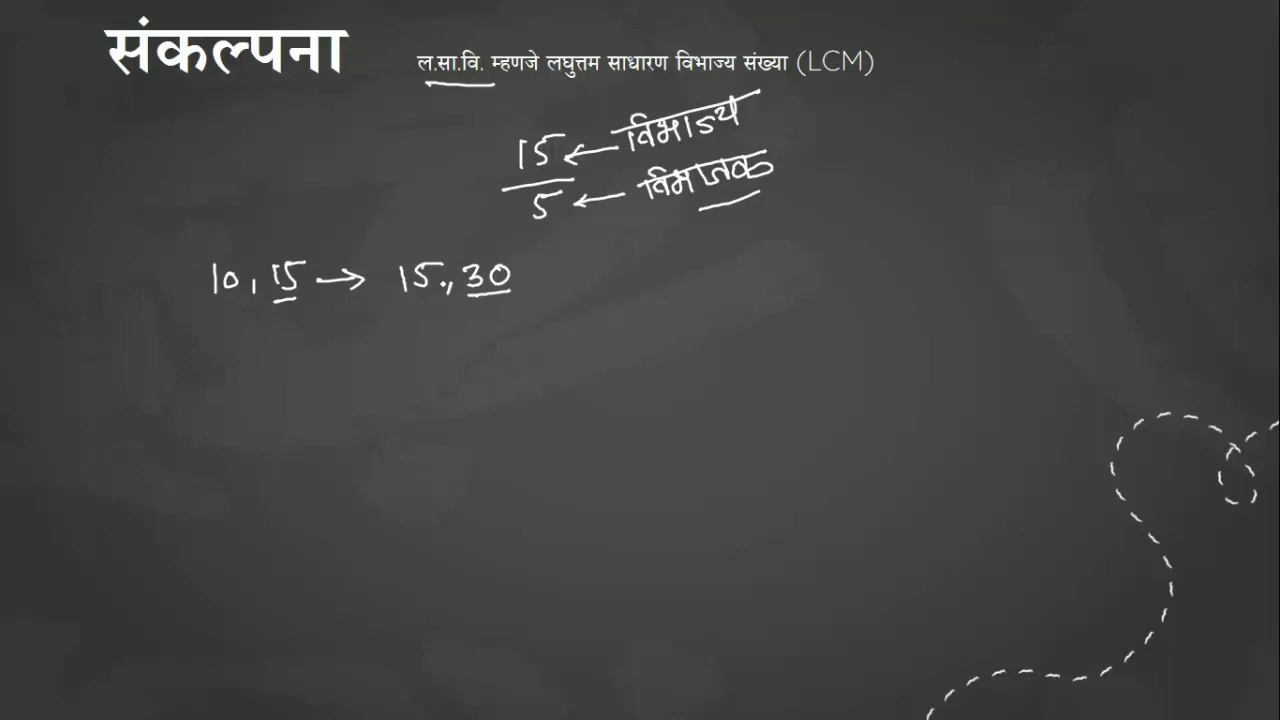 संकल्पना
ल.सा.वि. म्हणजे लघुत्तम साधारण विभाज्य संख्या (LCM)
15 ← विभाज्य
5 ← विभाजक
10, 15 → 15, 30